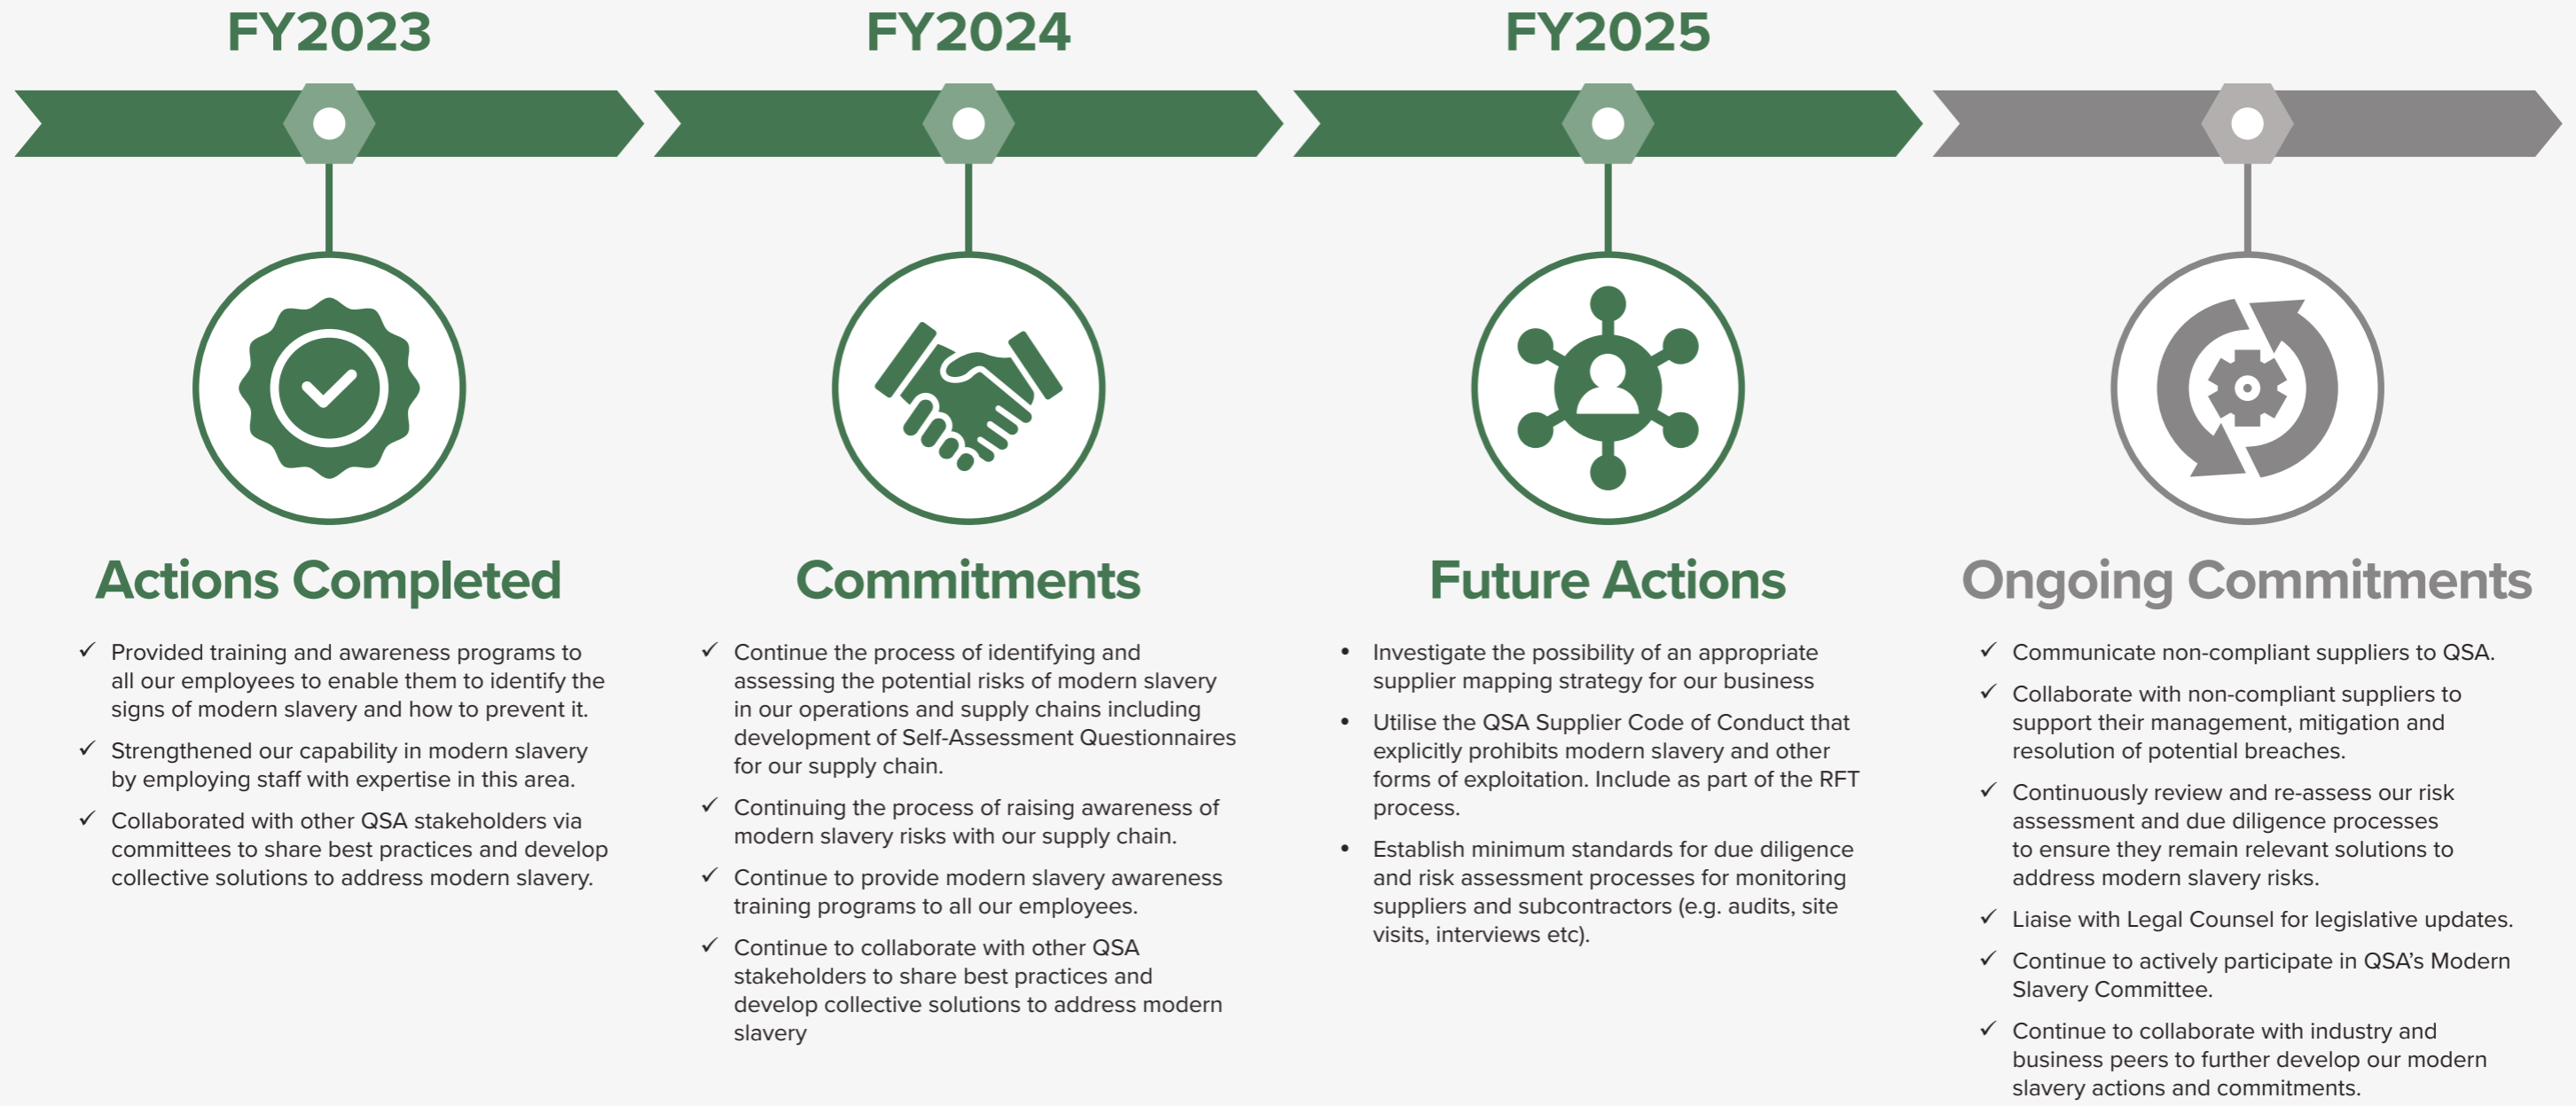 FY2023
FY2024
FY2025
Actions Completed
✓ Provided training and awareness programs to
all our employees to enable them to identify the
signs of modern slavery and how to prevent it.
✓ Strengthened our capability in modern slavery
by employing staff with expertise in this area.
✓ Collaborated with other QSA stakeholders via
committees to share best practices and develop
collective solutions to address modern slavery.
Commitments
✓ Continue the process of identifying and
assessing the potential risks of modern slavery
in our operations and supply chains including
development of Self-Assessment Questionnaires
for our supply chain.
✓ Continuing the process of raising awareness of
modern slavery risks with our supply chain.
✓ Continue to provide modern slavery awareness
training programs to all our employees.
✓ Continue to collaborate with other QSA
stakeholders to share best practices and
develop collective solutions to address modern
slavery
Future Actions
• Investigate the possibility of an appropriate
supplier mapping strategy for our business
• Utilise the QSA Supplier Code of Conduct that
explicitly prohibits modern slavery and other
forms of exploitation. Include as part of the RFT
process.
• Establish minimum standards for due diligence
and risk assessment processes for monitoring
suppliers and subcontractors (e.g. audits, site
visits, interviews etc).
Ongoing Commitments
✓ Communicate non-compliant suppliers to QSA.
✓ Collaborate with non-compliant suppliers to
support their management, mitigation and
resolution of potential breaches.
✓ Continuously review and re-assess our risk
assessment and due diligence processes
to ensure they remain relevant solutions to
address modern slavery risks.
✓ Liaise with Legal Counsel for legislative updates.
✓ Continue to actively participate in QSA’s Modern
Slavery Committee.
✓ Continue to collaborate with industry and
business peers to further develop our modern
slavery actions and commitments.